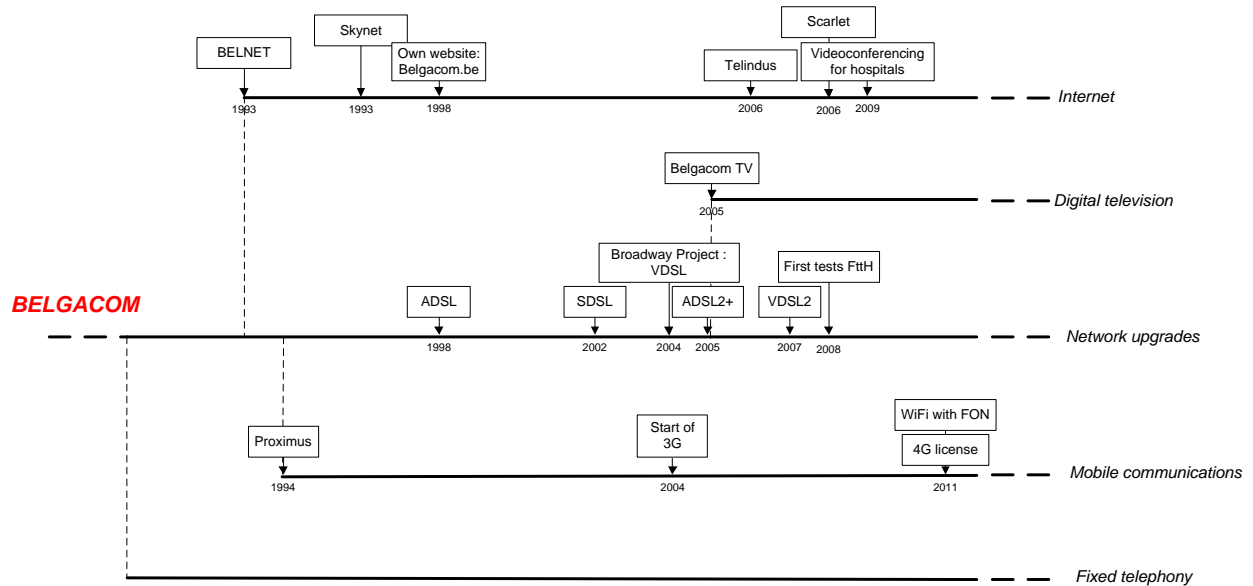 Scarlet
Skynet
BELNET
Own website:
Belgacom.be
Telindus
Videoconferencing
for hospitals
1993
1993
1998
2006
2006
2009
Internet
Belgacom TV
2005
Digital television
Broadway Project :
VDSL
First tests FttH
BELGACOM
ADSL
SDSL
ADSL2+
VDSL2
1998
2002
2004
2005
2007
2008
Network upgrades
WiFi with FON
Proximus
Start of
3G
4G license
1994
2004
2011
Mobile communications
Fixed telephony